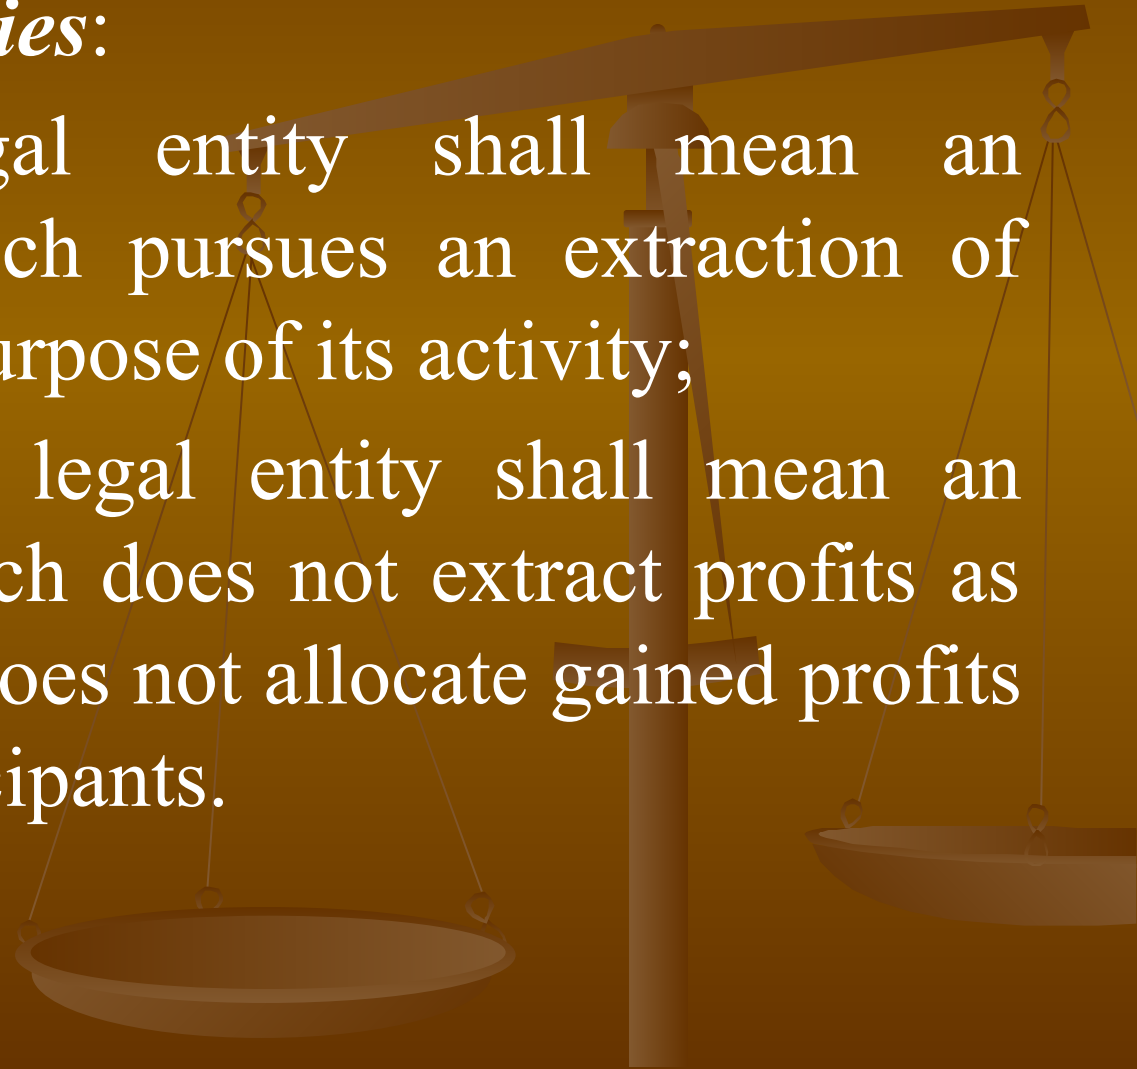 ies:
gal entity shall mean an
ch pursues an extraction of
urpose of its activity;
legal entity shall mean an
ch does not extract profits as
oes not allocate gained profits
cipants.